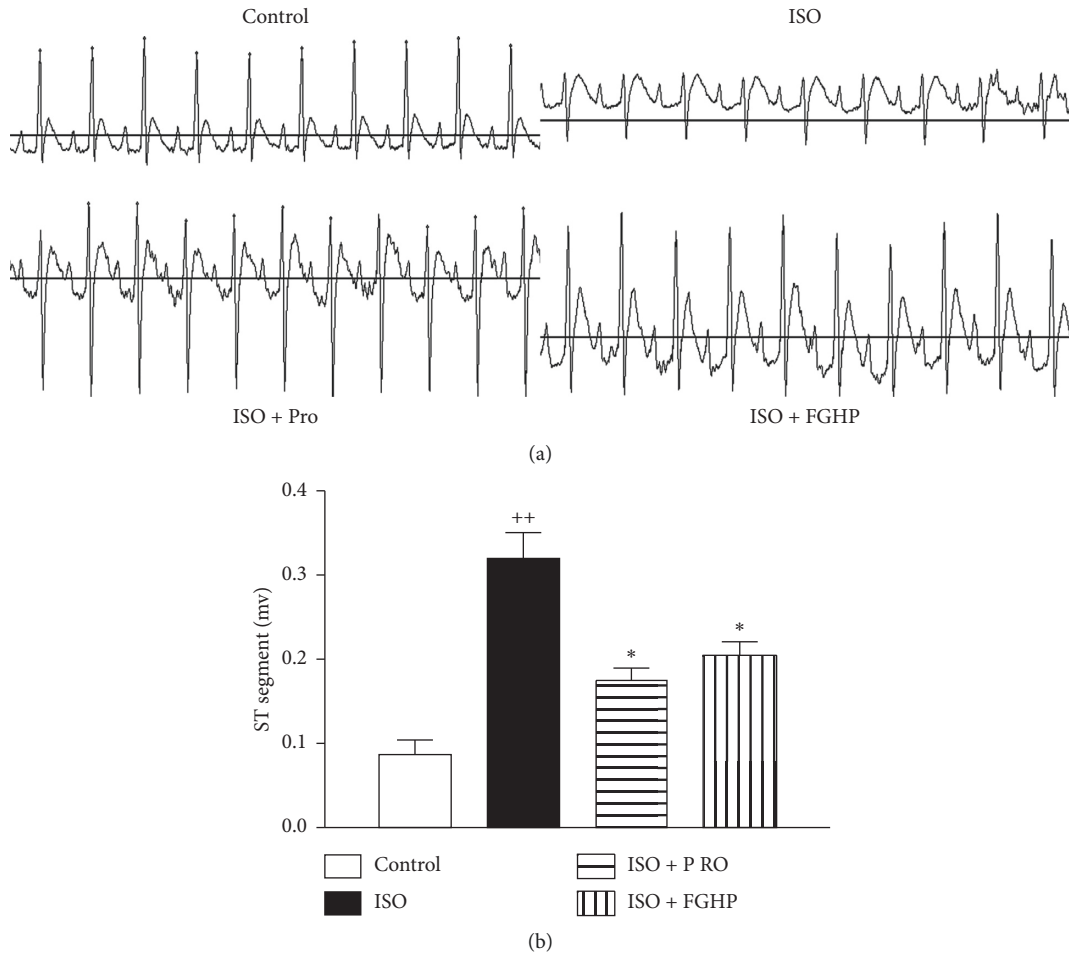 Control
ISO
ISO + Pro
ISO + FGHP
(a)
0.4
0.3
0.2
0.1
0.0
ST segment (mv)
++
*
*
Control
ISO + P RO
ISO
ISO + FGHP
(b)